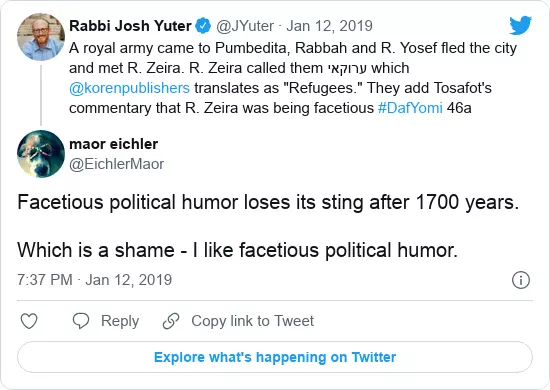 Rabbi Josh Yuter @JYuter · Jan 12, 2019
A royal army came to Pumbedita, Rabbah and R. Yosef fled the city
and met R. Zeira. R. Zeira called them ערוקאי which
@korenpublishers translates as "Refugees." They add Tosafot's
commentary that R. Zeira was being facetious #DafYomi 46a
maor eichler
@EichlerMaor
Facetious political humor loses its sting after 1700 years.
Which is a shame - I like facetious political humor.
7:37 PM · Jan 12, 2019
Reply Copy link to Tweet
Explore what's happening on Twitter